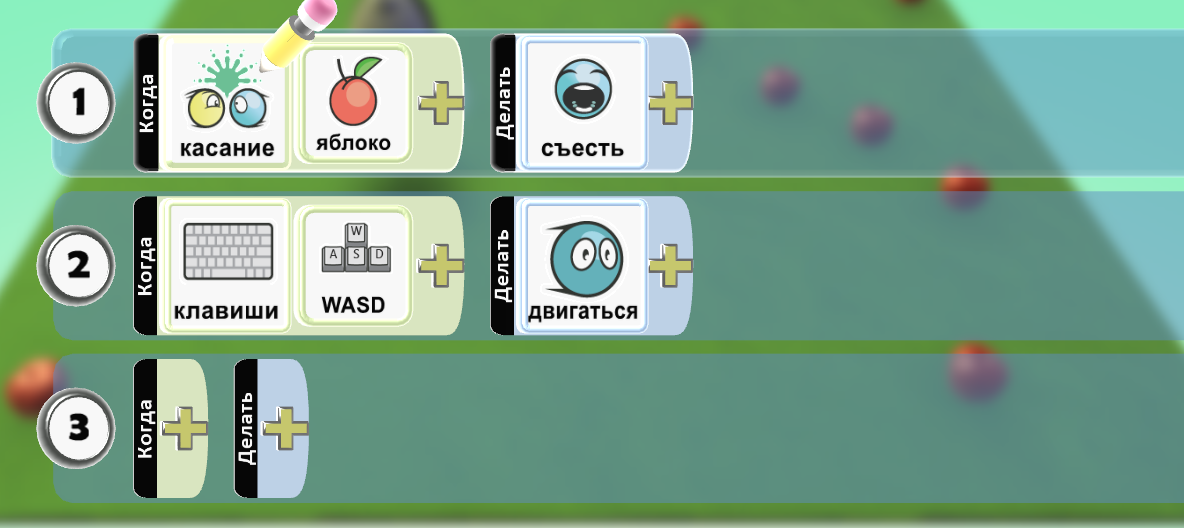 1
Когда
касание
яблоко
Делать
съесть
2
Когда
клавиши
W
A S D
WASD
Делать
двигаться
3
Когда
Делать